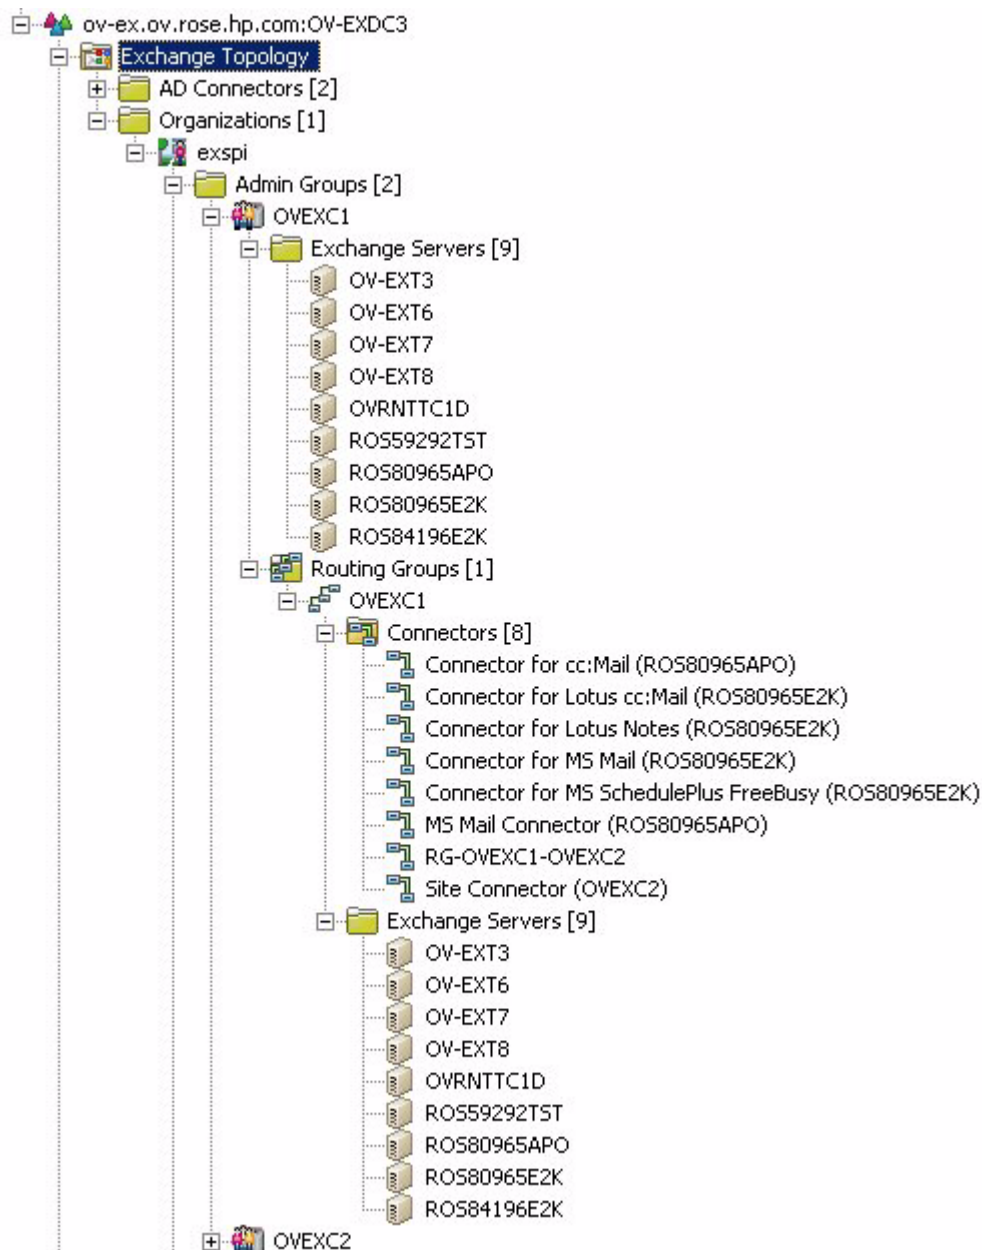 ov-ex.ov.rose.hp.com:OV-EXDC3
Exchange Topology
AD Connectors [2]
Organizations [1]
exspi
Admin Groups [2]
OVEXC1
Exchange Servers [9]
OV-EXT3
OV-EXT6
OV-EXT7
OV-EXT8
OVRNTTC1D
ROS59292TST
ROS80965APO
ROS80965E2K
ROS84196E2K
Routing Groups [1]
OVEXC1
Connectors [8]
Connector for cc:Mail (ROS80965APO)
Connector for Lotus cc:Mail (ROS80965E2K)
Connector for Lotus Notes (ROS80965E2K)
Connector for MS Mail (ROS80965E2K)
Connector for MS SchedulePlus FreeBusy (ROS80965E2K)
MS Mail Connector (ROS80965APO)
RG-OVEXC1-OVEXC2
Site Connector (OVEXC2)
Exchange Servers [9]
OV-EXT3
OV-EXT6
OV-EXT7
OV-EXT8
OVRNTTC1D
ROS59292TST
ROS80965APO
ROS80965E2K
ROS84196E2K
OVEXC2